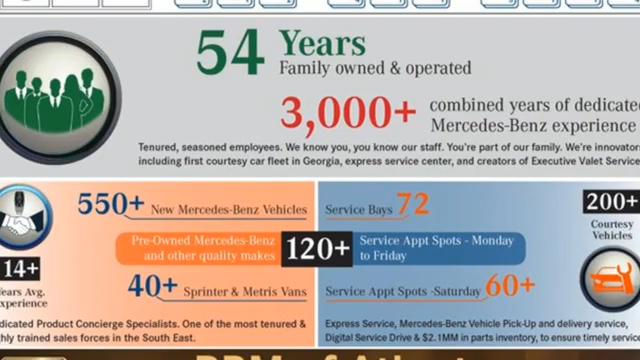 54 Years
Family owned & operated
3,000+ combined years of dedicated
Mercedes-Benz experience
Tenured, seasoned employees. We know you, you know our staff. You're part of our family. We're innovators
including first courtesy car fleet in Georgia, express service center, and creators of Executive Valet Service
550+ New Mercedes-Benz Vehicles
Pre-Owned Mercedes-Benz
and other quality makes
120+
14+
Years Avg.
experience
40+ Sprinter & Metris Vans
dicated Product Concierge Specialists. One of the most tenured &
hly trained sales forces in the South East.
Service Bays 72
Service Appt Spots - Monday
to Friday
Service Appt Spots -Saturday 60+
200+
Courtesy
Vehicles
Express Service, Mercedes-Benz Vehicle Pick-Up and delivery service,
Digital Service Drive & $2.1MM in parts inventory, to ensure timely service